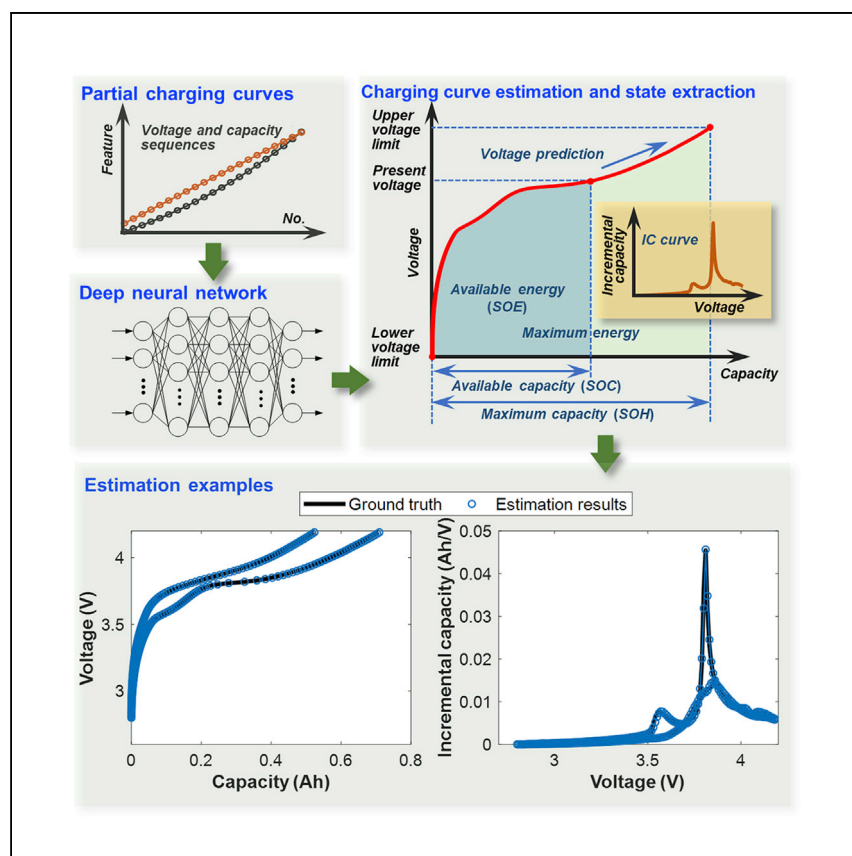 Partial charging curves
Voltage and capacity
sequences
Feature
No.
Deep neural network
Charging curve estimation and state extraction
Upper
voltage
limit
Present
voltage
Voltage
Lower
voltage
limit
Voltage prediction
Incremental
capacity
IC curve
Voltage
Available energy
(SOE)
Maximum energy
Capacity
Available capacity (SOC)
Maximum capacity (SOH)
Estimation examples
Ground truth
Estimation results
Voltage (V)
4
3.5
3
0
0.2
0.4
0.6
0.8
Capacity (Ah)
Incremental capacity (Ah/V)
0.05
0.04
0.03
0.02
0.01
0
3
3.5
4
Voltage (V)